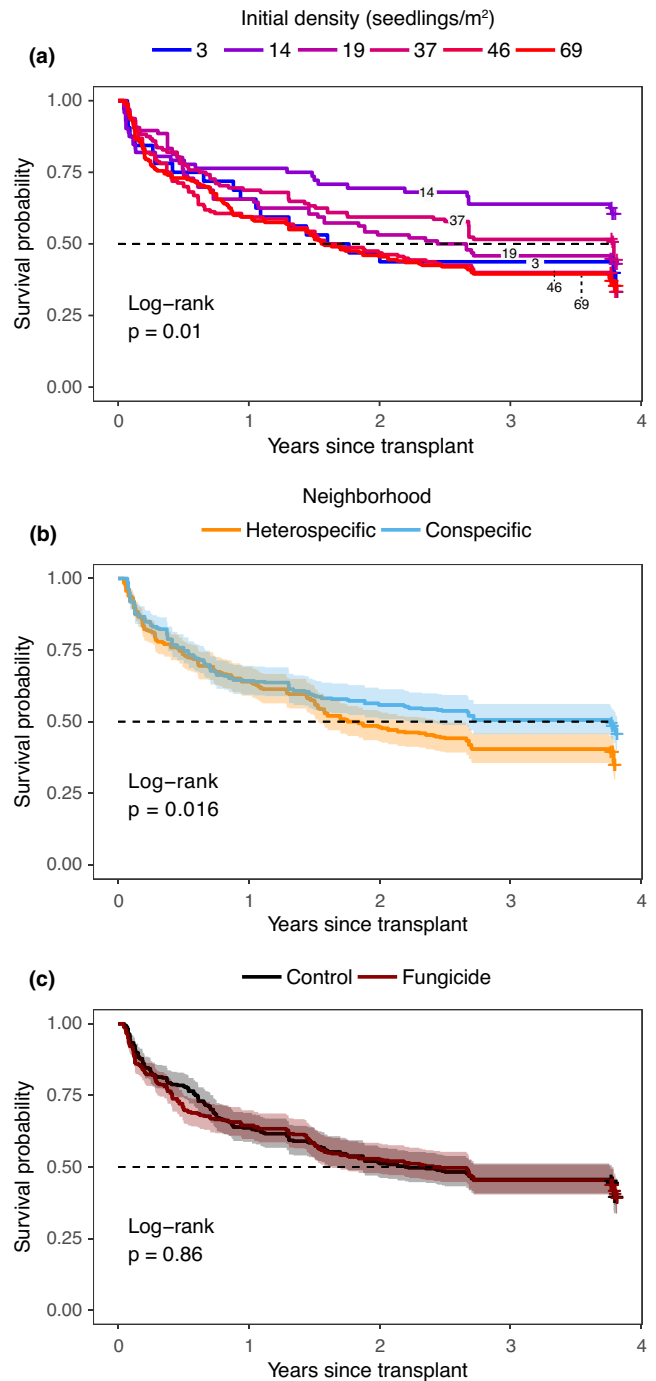 Initial density (seedlings/m²)
(a)
3 14 19 37 46 69
1.00
0.75
0.50
0.25
0.00
Survival probability
14
37
19
3
46
69
Log−rank
p = 0.01
0 1 2 3 4
Years since transplant
Neighborhood
(b)
Heterospecific Conspecific
1.00
0.75
0.50
0.25
0.00
Survival probability
Log−rank
p = 0.016
0 1 2 3 4
Years since transplant
(c)
Control Fungicide
1.00
0.75
0.50
0.25
0.00
Survival probability
Log−rank
p = 0.86
0 1 2 3 4
Years since transplant